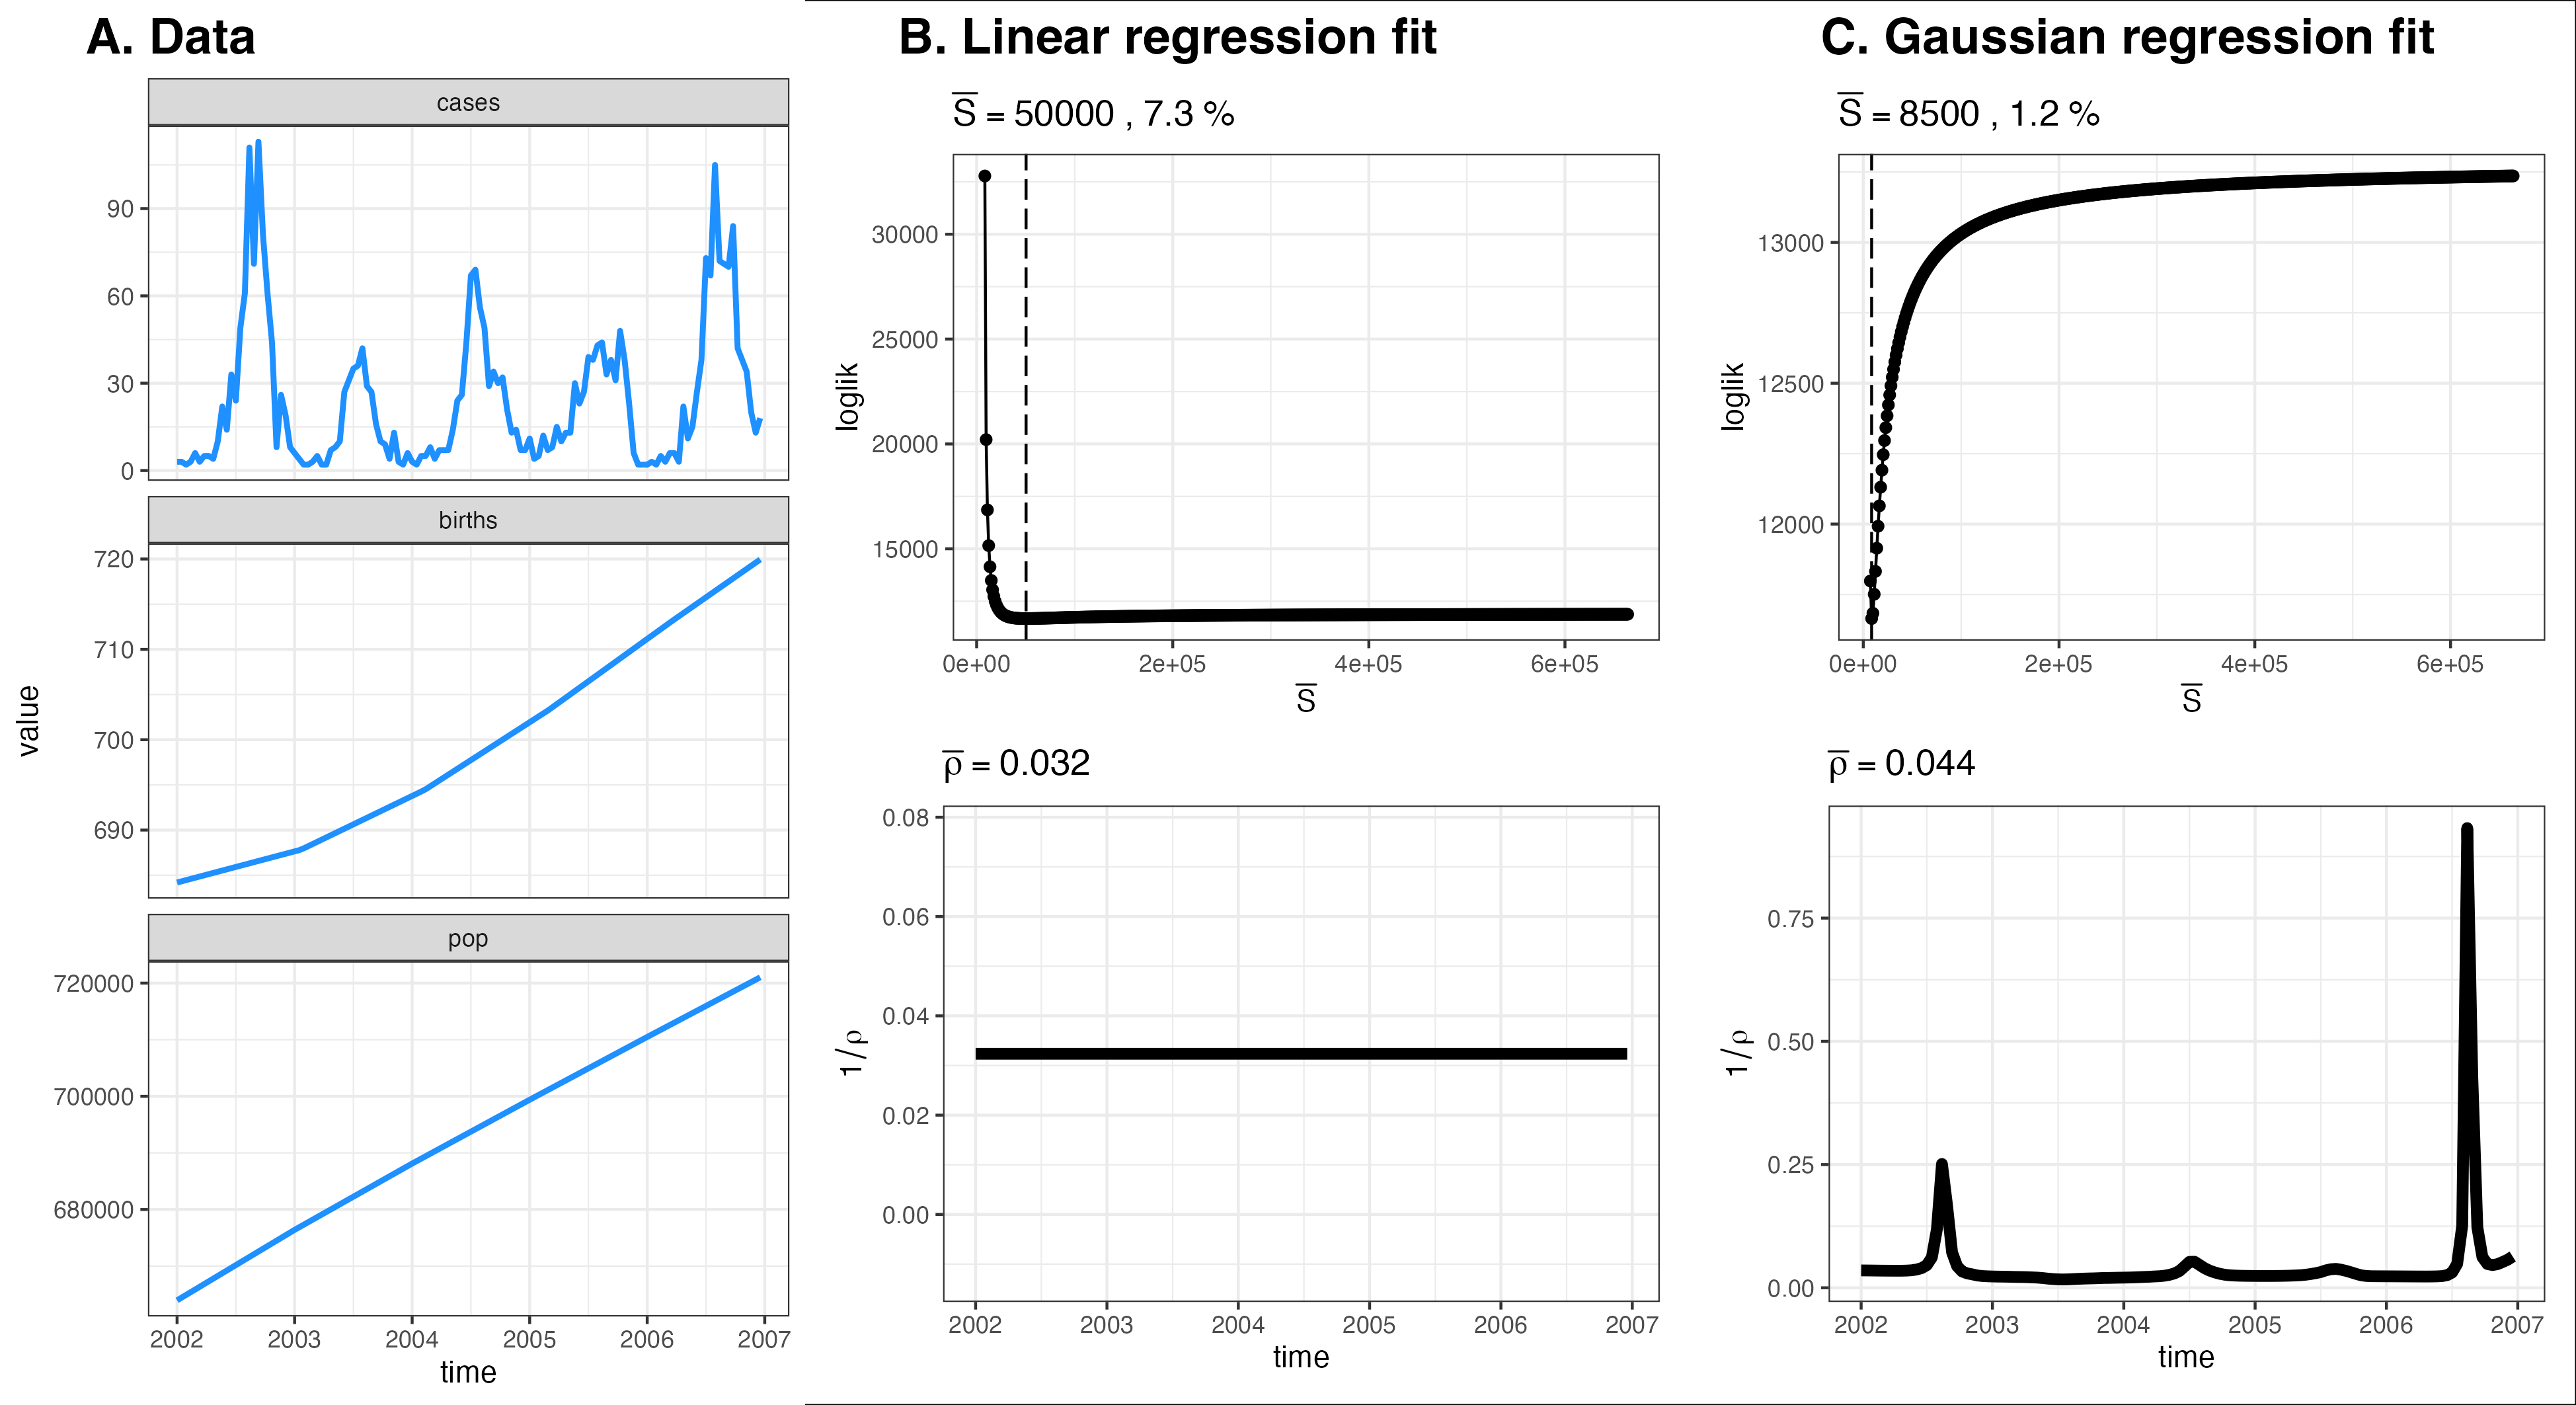 A. Data
cases
90
60
30
0
births
720
710
700
690
pop
720000
700000
680000
2002 2003 2004 2005 2006 2007
time
value
B. Linear regression fit
S̅ = 50000 , 7.3 %
30000
25000
20000
15000
loglik
0e+00 2e+05 4e+05 6e+05
S̅
ρ̅ = 0.032
0.08
0.06
0.04
0.02
0.00
1/ρ
2002 2003 2004 2005 2006 2007
time
C. Gaussian regression fit
S̅ = 8500 , 1.2 %
13000
12500
12000
loglik
0e+00 2e+05 4e+05 6e+05
S̅
ρ̅ = 0.044
0.75
0.50
0.25
0.00
1/ρ
2002 2003 2004 2005 2006 2007
time